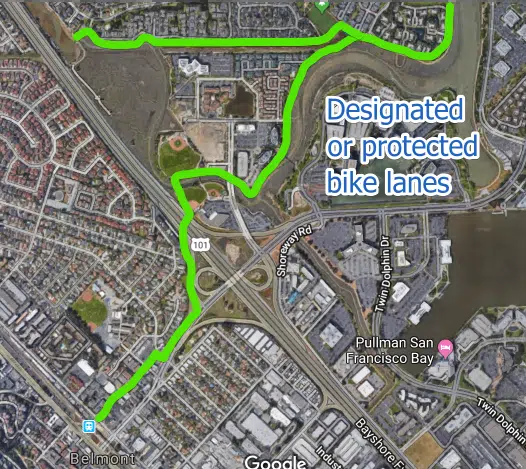 Designated
or protected
bike lanes
101
Shoreway Rd
Twin Dolphin Dr
Pullman San
Francisco Bay
Twin Dolphin
Bayshore F
Indust
Belmont
Google